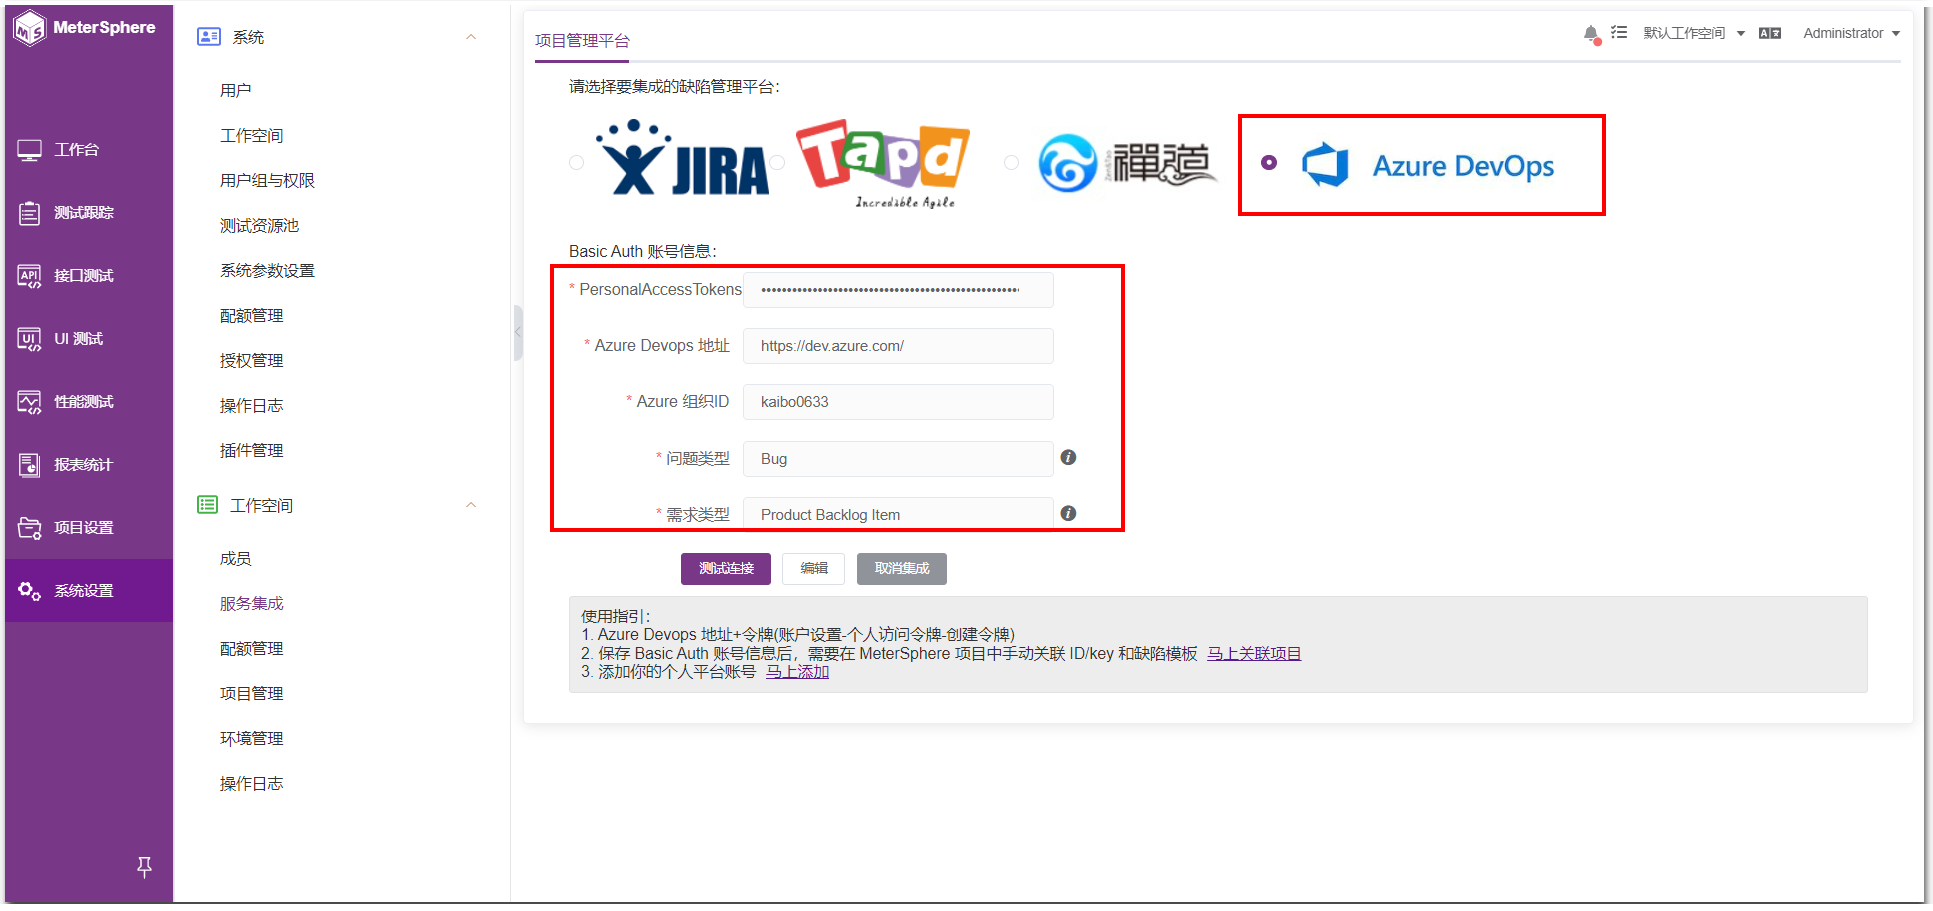 MeterSphere
工作台
测试跟踪
接口测试
UI 测试
性能测试
报表统计
项目设置
系统设置
系统
用户
工作空间
用户组与权限
测试资源池
系统参数设置
配额管理
授权管理
操作日志
插件管理
工作空间
成员
服务集成
配额管理
项目管理
环境管理
操作日志
项目管理平台
默认工作空间
Administrator
请选择要集成的缺陷管理平台：
JIRA
Tapd
Incredible Agile
禪道
Azure DevOps
Basic Auth 账号信息：
* PersonalAccessTokens ••••••••••••••••••••••••••••••••••••••••••••••••••••
* Azure Devops 地址 https://dev.azure.com/
* Azure 组织ID kaibo0633
* 问题类型 Bug
* 需求类型 Product Backlog Item
测试连接 编辑 取消集成
使用指引：
1. Azure Devops 地址+令牌(账户设置-个人访问令牌-创建令牌)
2. 保存 Basic Auth 账号信息后，需要在 MeterSphere 项目中手动关联 ID/key 和缺陷模板 马上关联项目
3. 添加你的个人平台账号 马上添加